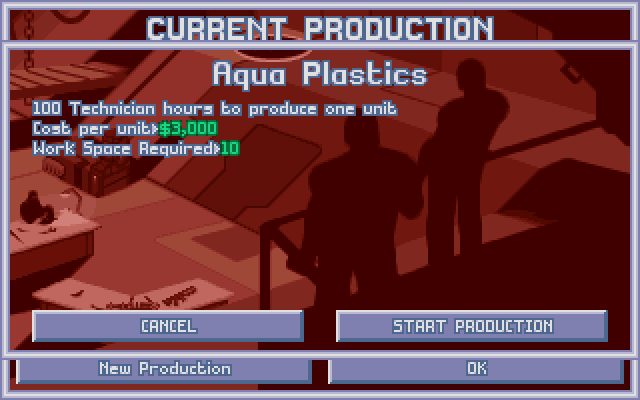 CURRENT PRODUCTION
Aqua Plastics
100 Technician hours to produce one unit
Cost per unit>$3,000
Work Space Required>10
CANCEL START PRODUCTION
New Production OK